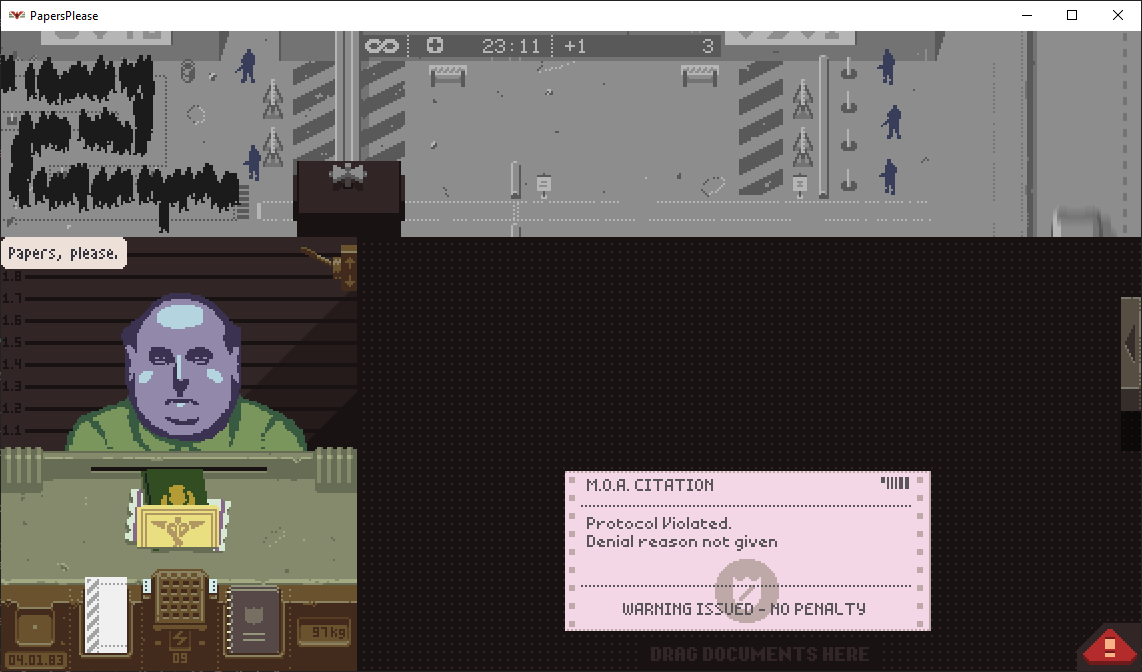 PapersPlease
23:11 +1 3
Papers, please.
1.8
1.7
1.6
1.5
1.4
1.3
1.2
1.1
M.O.A. CITATION
Protocol Violated.
Denial reason not given
WARNING ISSUED - NO PENALTY
DRAG DOCUMENTS HERE
97kg
04.01.83
09